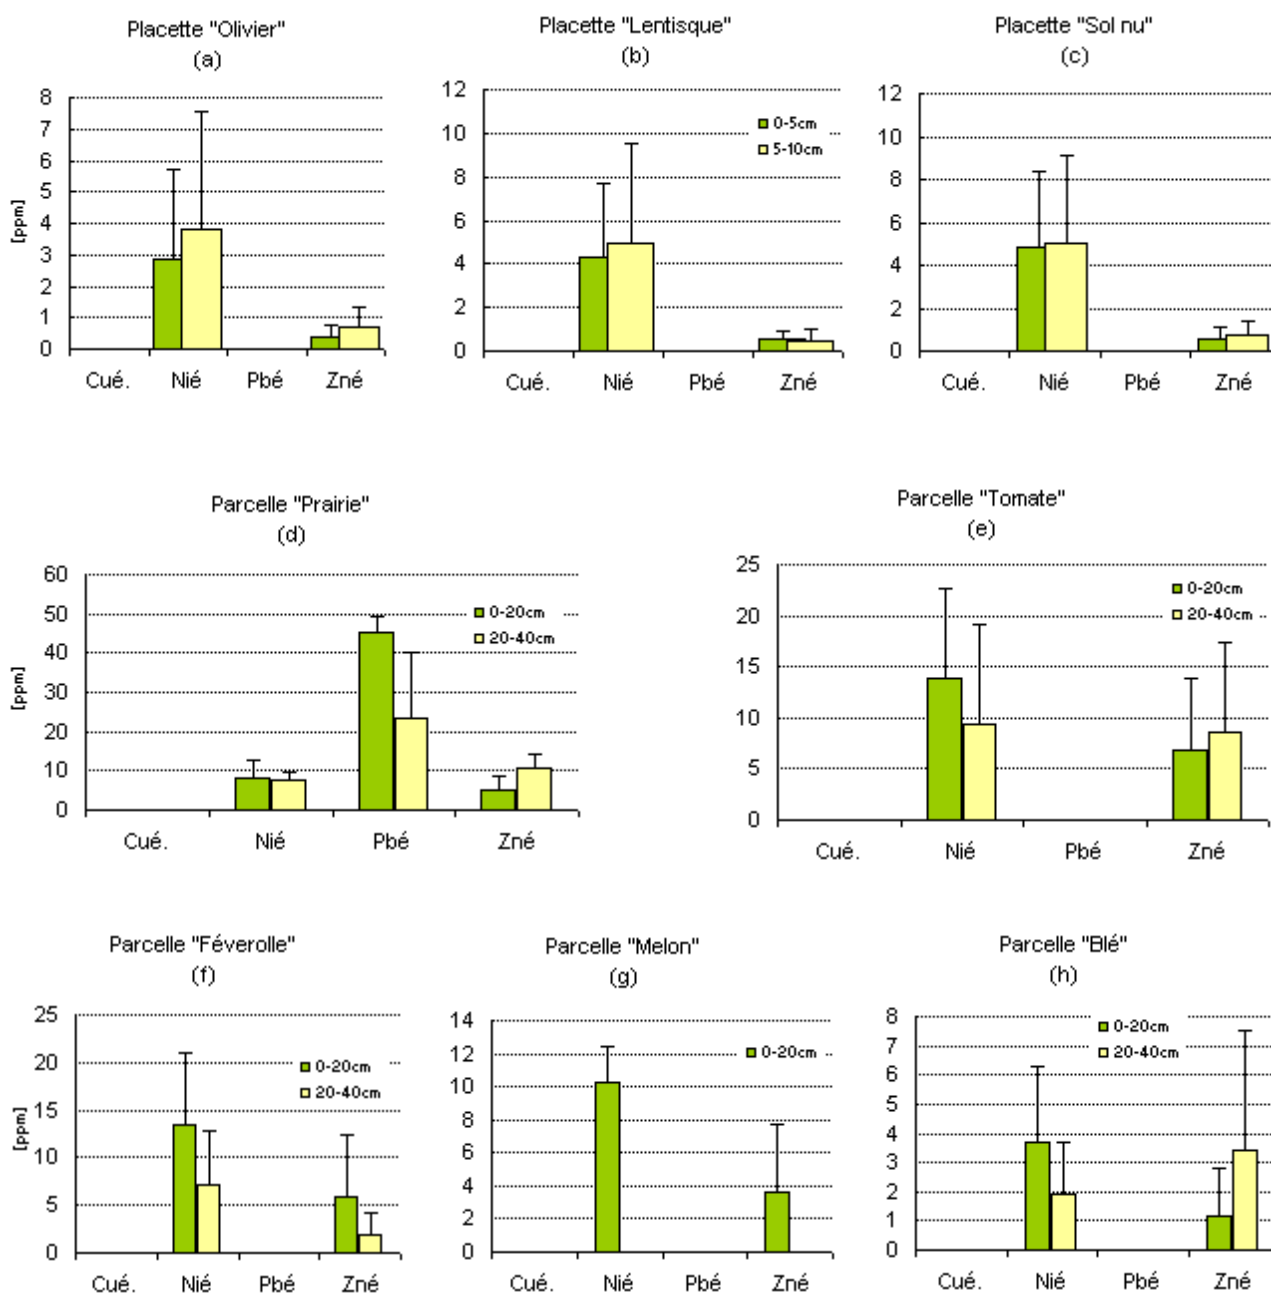 Placette "Olivier"
(a)
8
7
6
5
4
3
2
1
0
[ppm]
Cué. Nié Pbé Zné
Placette "Lentisque"
(b)
12
10
8
6
4
2
0
0-5cm
5-10cm
Cué. Nié Pbé Zné
Placette "Sol nu"
(c)
12
10
8
6
4
2
0
Cué. Nié Pbé Zné
Parcelle "Prairie"
(d)
60
50
40
30
20
10
0
[ppm]
0-20cm
20-40cm
Cué. Nié Pbé Zné
Parcelle "Tomate"
(e)
25
20
15
10
5
0
0-20cm
20-40cm
Cué. Nié Pbé Zné
Parcelle "Féverolle"
(f)
25
20
15
10
5
0
[ppm]
0-20cm
20-40cm
Cué. Nié Pbé Zné
Parcelle "Melon"
(g)
14
12
10
8
6
4
2
0
0-20cm
Cué. Nié Pbé Zné
Parcelle "Blé"
(h)
8
7
6
5
4
3
2
1
0
0-20cm
20-40cm
Cué. Nié Pbé Zné